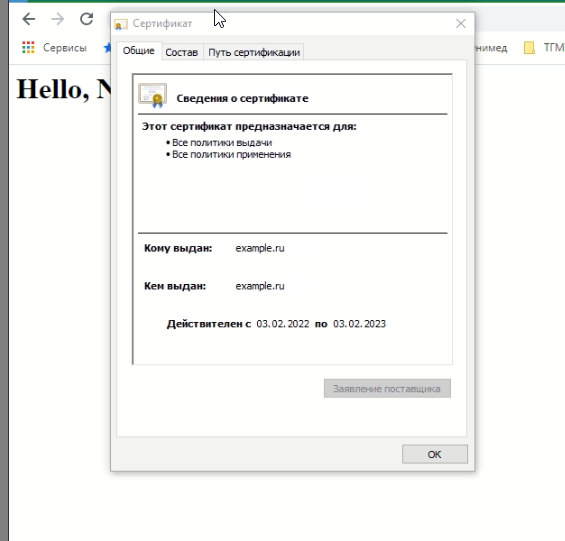 Сертификат
Сервисы
нимед
ТГМ
Общие
Состав
Путь сертификации
Hello, N
Сведения о сертификате
Этот сертификат предназначается для:
• Все политики выдачи
• Все политики применения
Кому выдан: example.ru
Кем выдан: example.ru
Действителен с 03.02.2022 по 03.02.2023
Заявление поставщика
OK